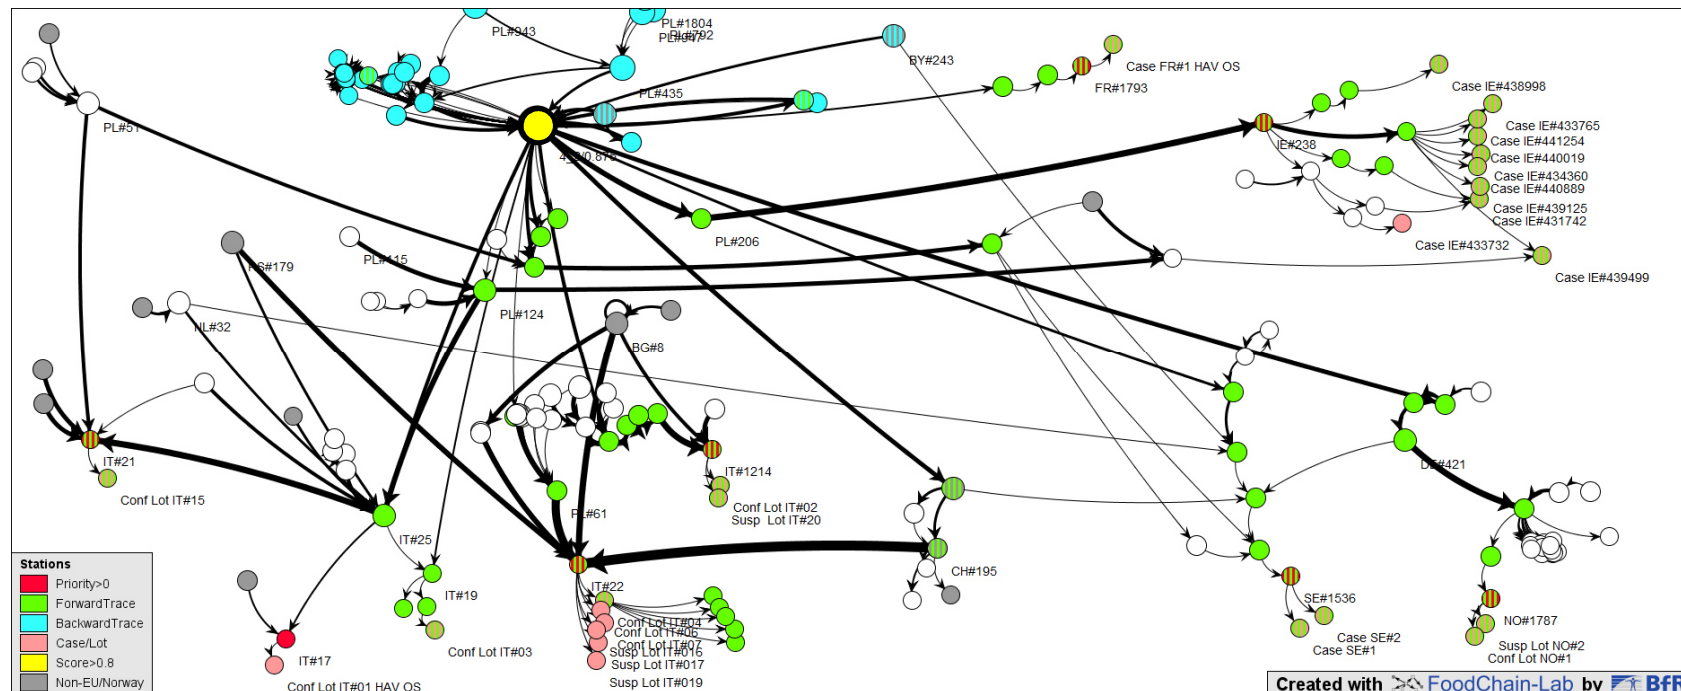 PL#943
PL#1804
PL#792
BY#243
Case FR#1 HAV OS
FR#1793
PL#435
Case IE#438998
PL#51
IE#238
Case IE#433765
Case IE#441254
Case IE#440019
Case IE#434360
Case IE#440889
Case IE#439125
Case IE#431742
PL#206
Case IE#433732
PL#115
Case IE#439499
PL#124
NL#32
BG#8
IT#21
IT#1214
DE#421
Conf Lot IT#15
Conf Lot IT#02
Susp Lot IT#20
PL#61
IT#25
CH#195
IT#22
IT#19
SE#1536
Conf Lot IT#04
Conf Lot IT#06
Conf Lot IT#07
Susp Lot IT#016
Susp Lot IT#017
Susp Lot IT#019
NO#1787
Case SE#2
Case SE#1
Susp Lot NO#2
Conf Lot NO#1
Conf Lot IT#03
IT#17
Conf Lot IT#01 HAV OS
Stations
Priority>0
ForwardTrace
BackwardTrace
Case/Lot
Score>0.8
Non-EU/Norway
Created with FoodChain-Lab by BfR